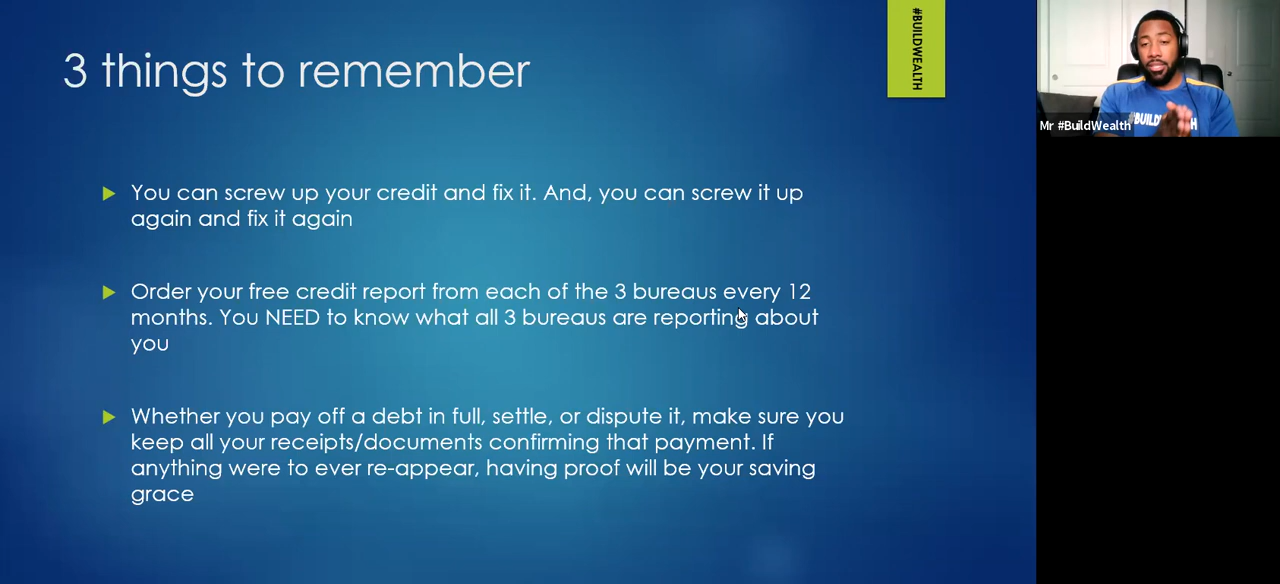 3 things to remember
#BUILDWEALTH
You can screw up your credit and fix it. And, you can screw it up
again and fix it again
Order your free credit report from each of the 3 bureaus every 12
months. You NEED to know what all 3 bureaus are reporting about
you
Whether you pay off a debt in full, settle, or dispute it, make sure you
keep all your receipts/documents confirming that payment. If
anything were to ever re-appear, having proof will be your saving
grace
Mr #BuildWealth